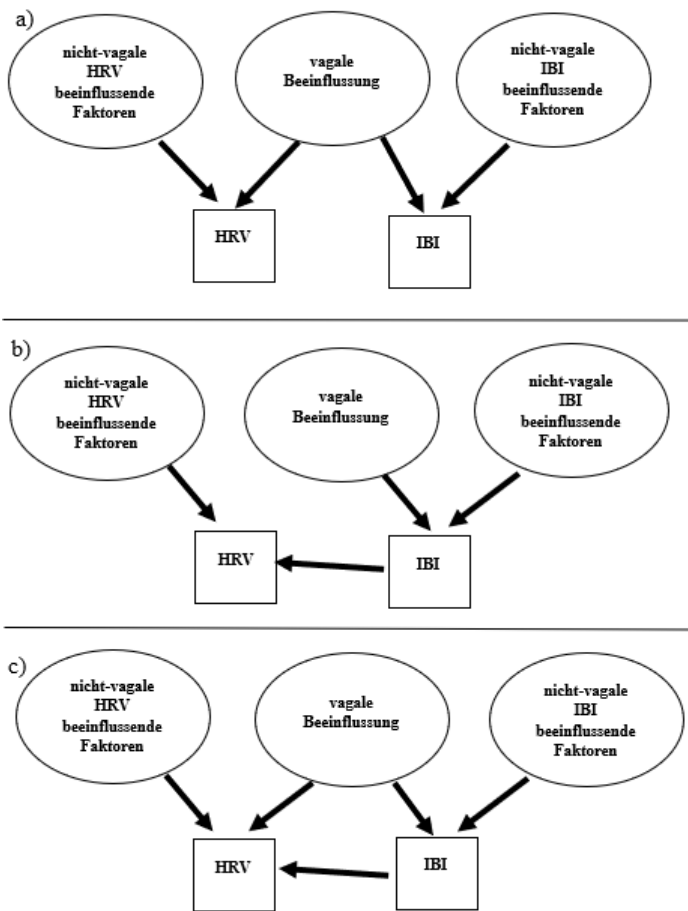 a)
nicht-vagale
HRV
beeinflussende
Faktoren
vagale
Beeinflussung
nicht-vagale
IBI
beeinflussende
Faktoren
HRV
IBI
b)
nicht-vagale
HRV
beeinflussende
Faktoren
vagale
Beeinflussung
nicht-vagale
IBI
beeinflussende
Faktoren
HRV
IBI
c)
nicht-vagale
HRV
beeinflussende
Faktoren
vagale
Beeinflussung
nicht-vagale
IBI
beeinflussende
Faktoren
HRV
IBI